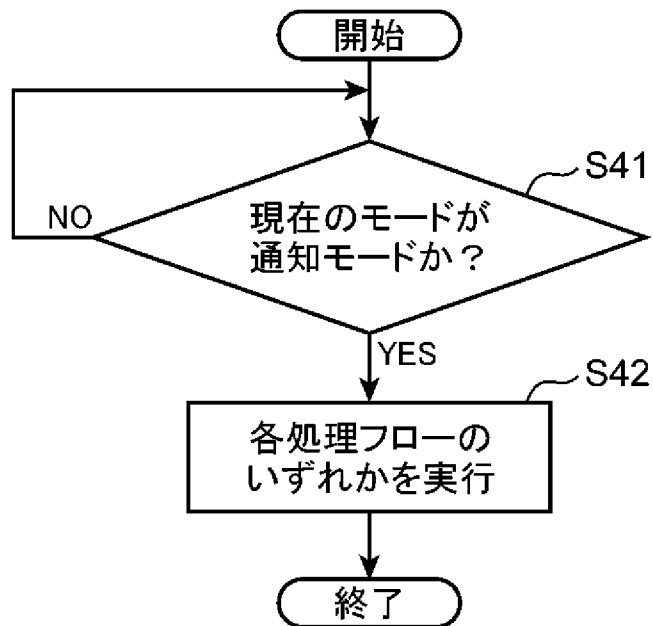 開始
S41
現在のモードが
通知モードか？
NO
YES
S42
各処理フローの
いずれかを実行
終了